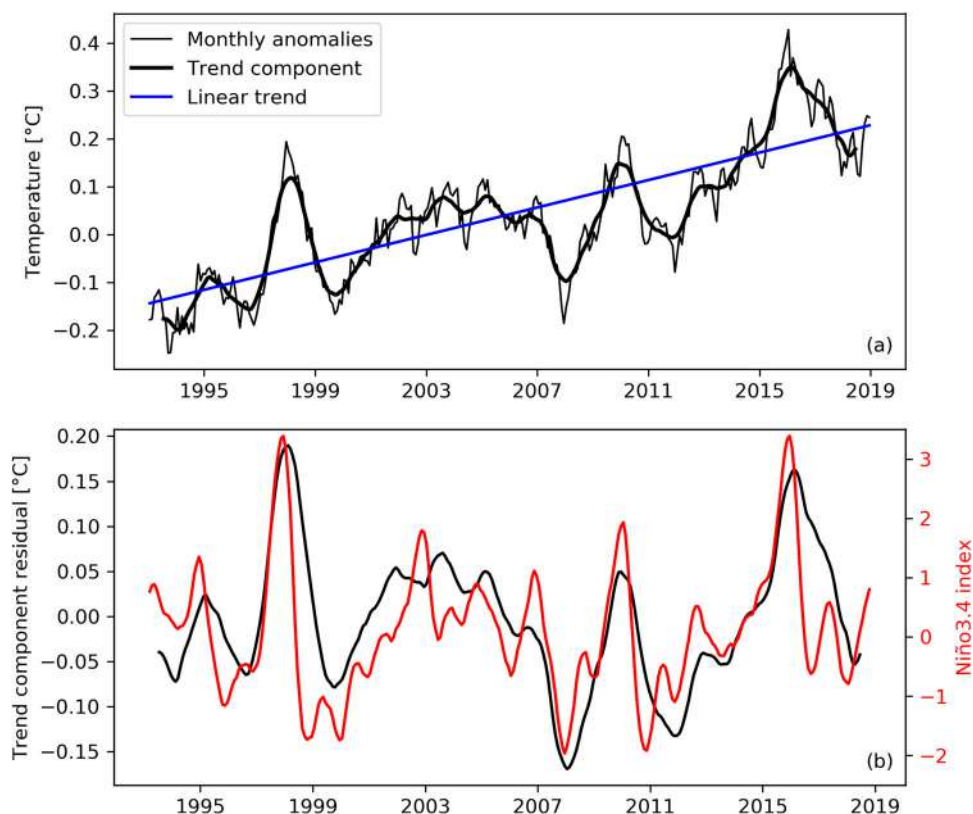 Monthly anomalies
Trend component
Linear trend
Temperature [°C]
0.4
0.3
0.2
0.1
0.0
−0.1
−0.2
(a)
1995 1999 2003 2007 2011 2015 2019
Trend component residual [°C]
0.20
0.15
0.10
0.05
0.00
−0.05
−0.10
−0.15
3
2
1
0
−1
−2
Niño3.4 index
(b)
1995 1999 2003 2007 2011 2015 2019